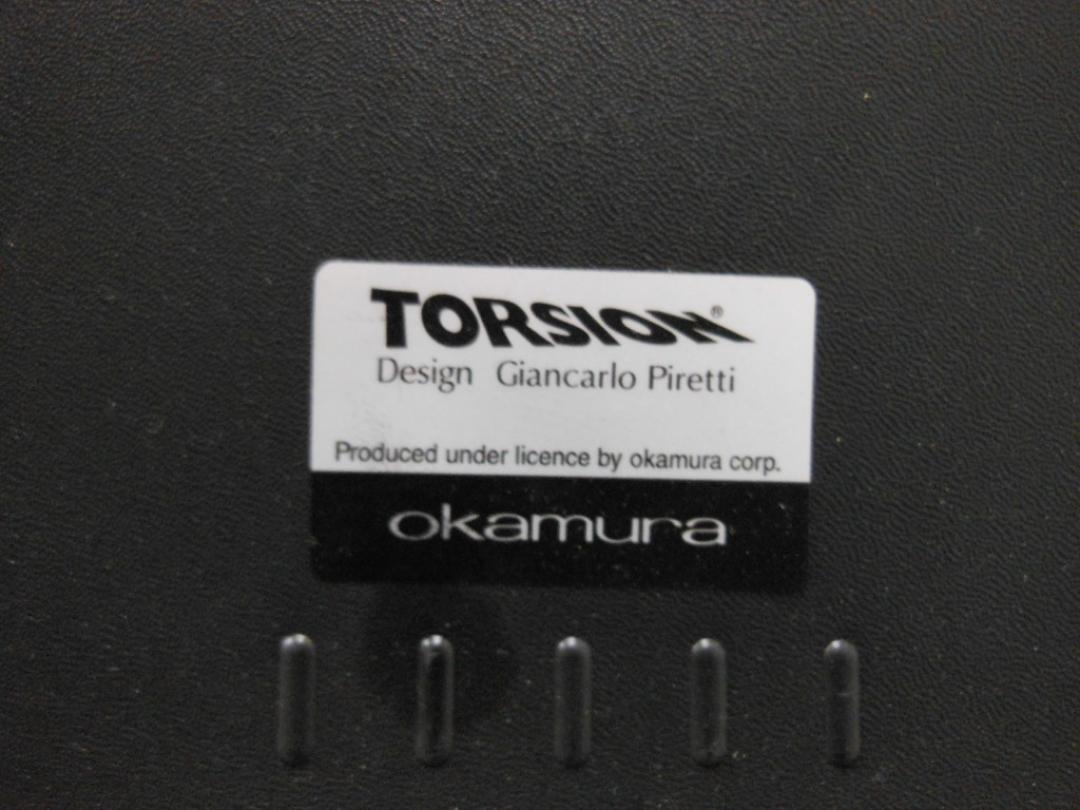 TORSION®
Design Giancarlo Piretti
Produced under licence by okamura corp.
okamura